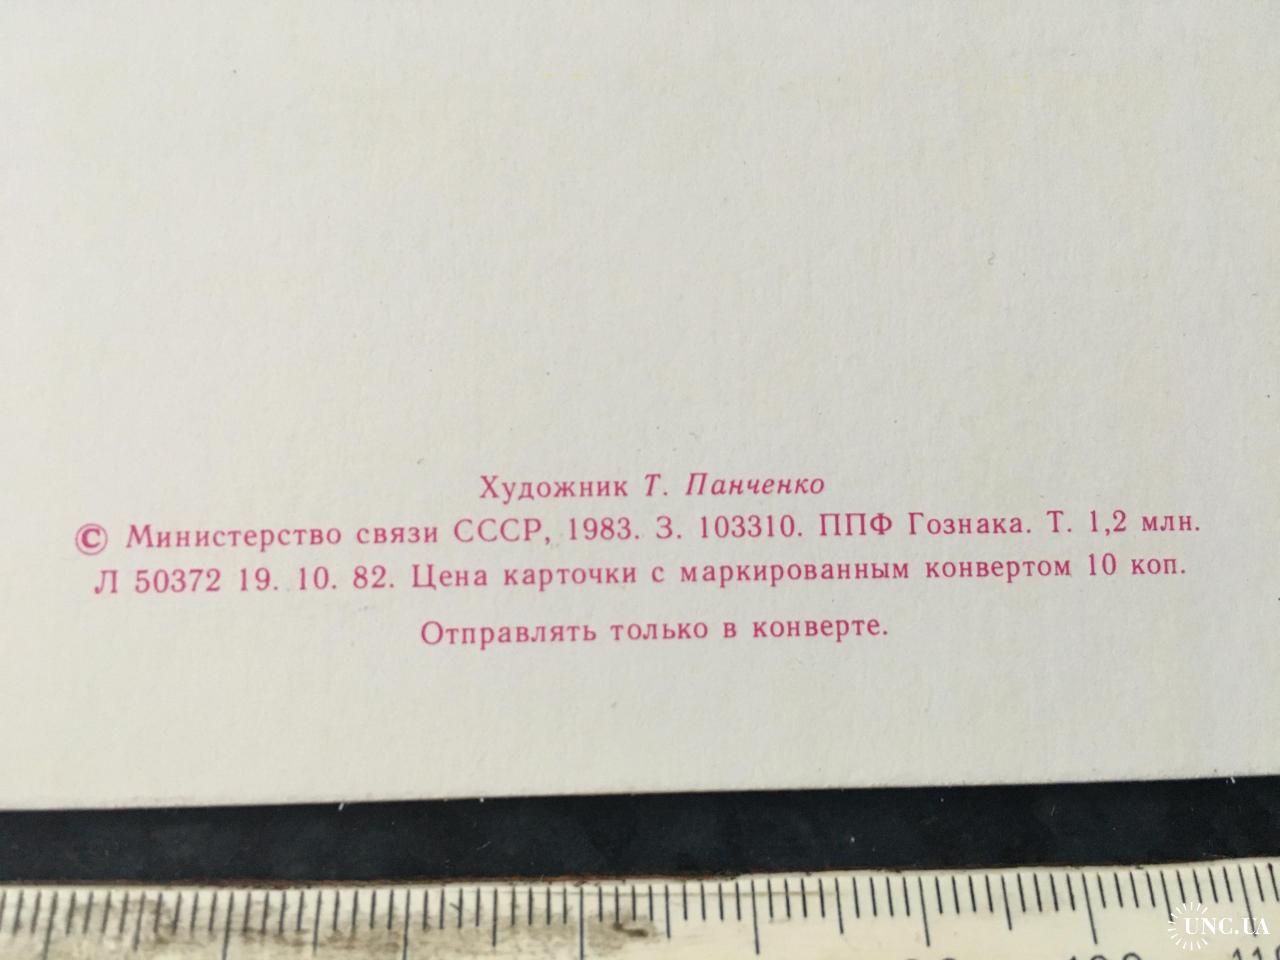 Художник Т. Панченко
© Министерство связи СССР, 1983. З. 103310. ППФ Гознака. Т. 1,2 млн.
Л 50372 19. 10. 82. Цена карточки с маркированным конвертом 10 коп.
Отправлять только в конверте.
UNC.UA